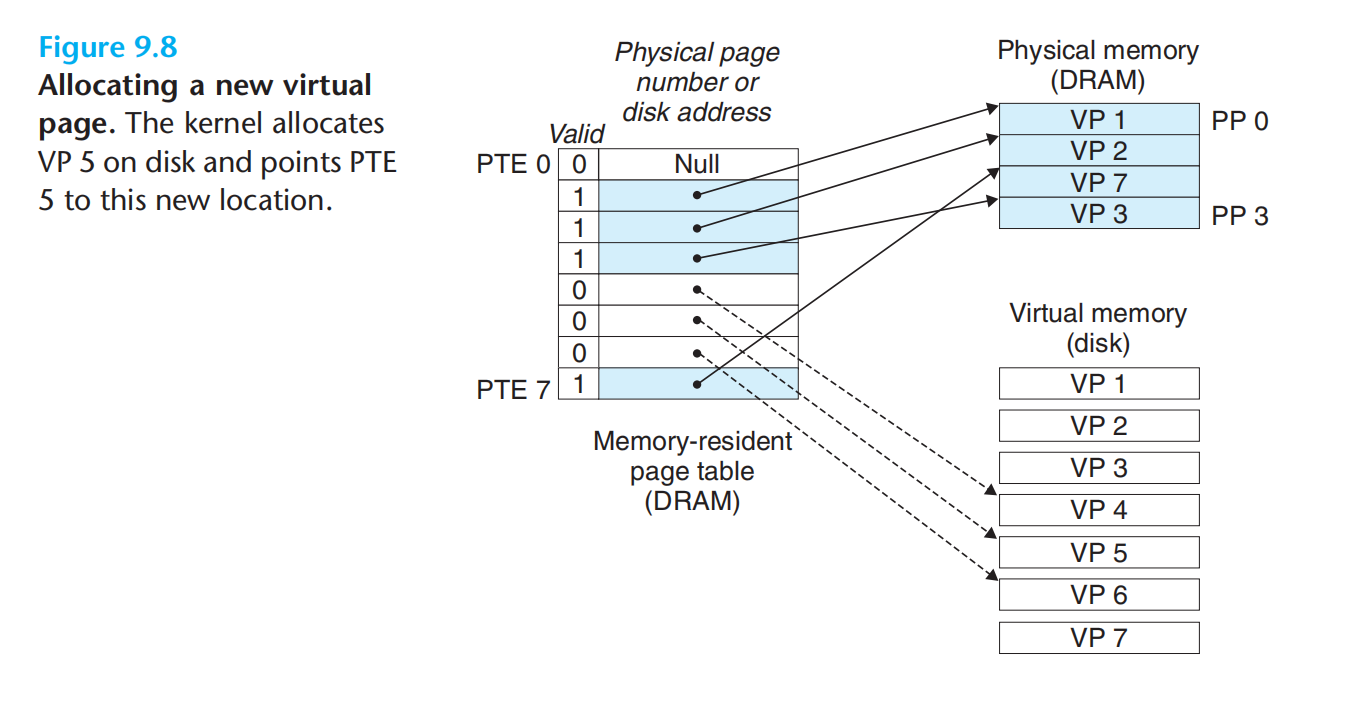 Figure 9.8
Allocating a new virtual
page. The kernel allocates
VP 5 on disk and points PTE
5 to this new location.
Physical page
number or
disk address
Valid
PTE 0 0 Null
1
1
1
0
0
0
PTE 7 1
Memory-resident
page table
(DRAM)
Physical memory
(DRAM)
VP 1 PP 0
VP 2
VP 7
VP 3 PP 3
Virtual memory
(disk)
VP 1
VP 2
VP 3
VP 4
VP 5
VP 6
VP 7